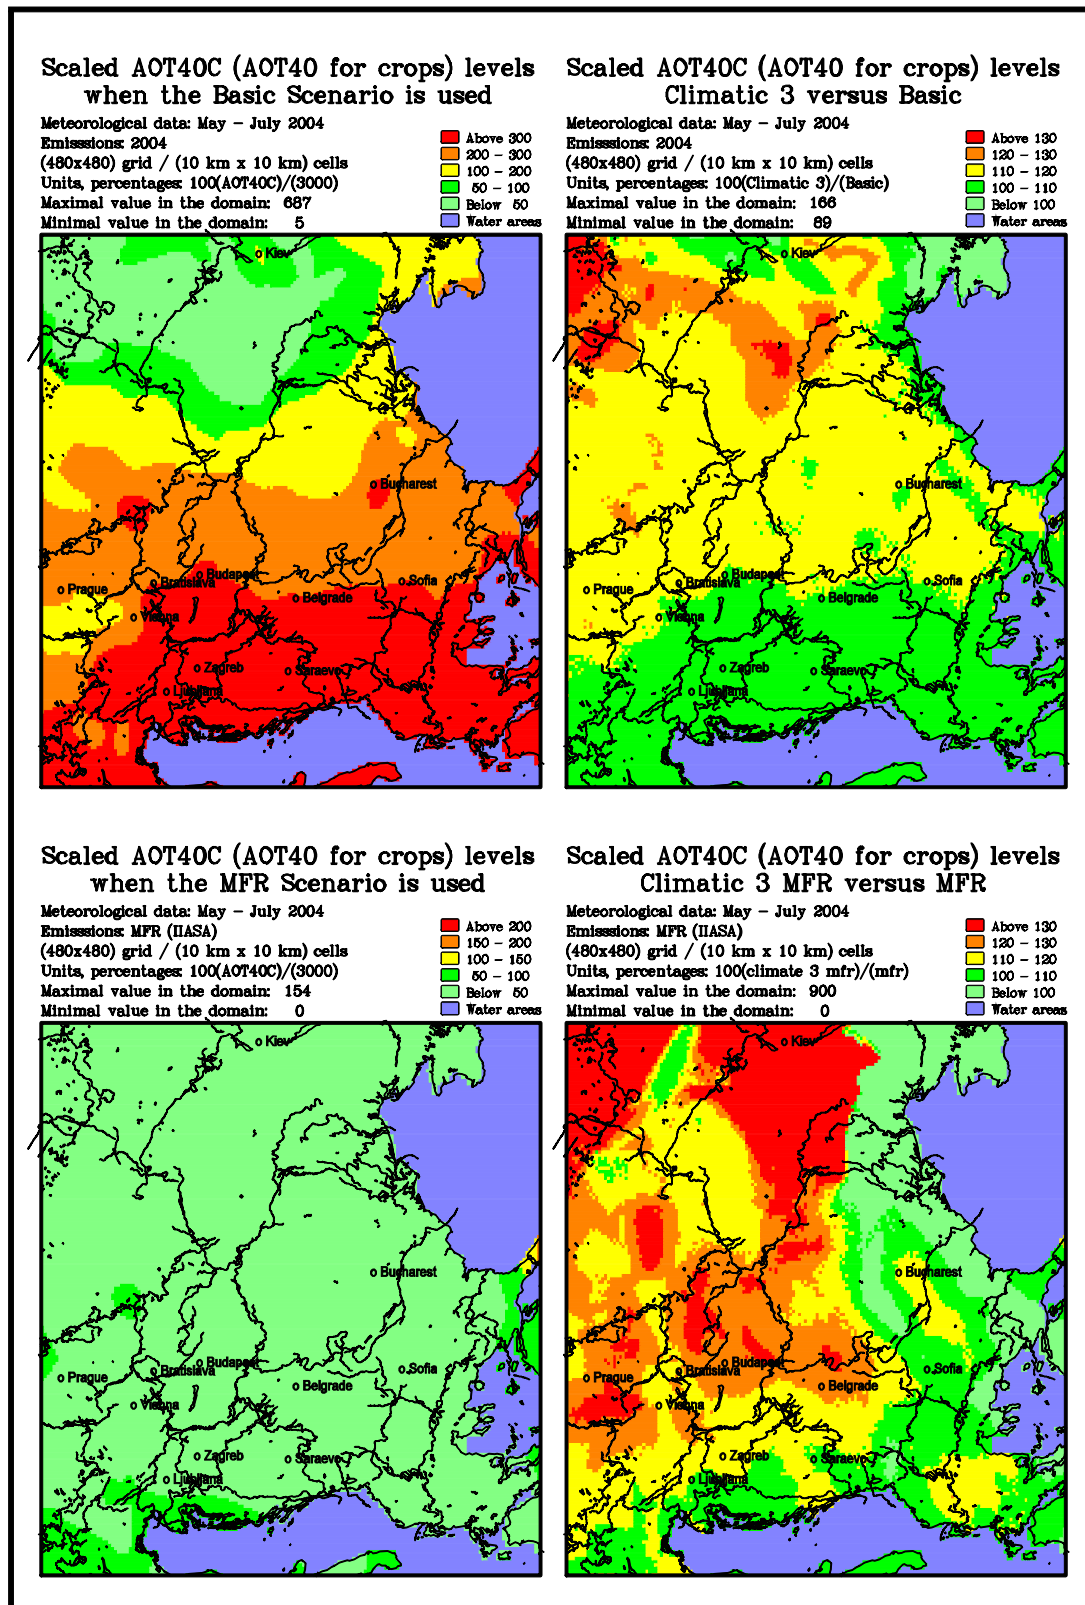 Scaled AOT40C (AOT40 for crops) levels
when the Basic Scenario is used
Meteorological data: May - July 2004
Emisssions: 2004
(480x480) grid / (10 km x 10 km) cells
Units, percentages: 100(AOT40C)/(3000)
Maximal value in the domain: 687
Minimal value in the domain: 5
Above 300
200 - 300
100 - 200
50 - 100
Below 50
Water areas
Kiev
Bucharest
Budapest
Bratislava
Sofia
Prague
Belgrade
Vienna
Zagreb
Saraevo
Ljubljana
Scaled AOT40C (AOT40 for crops) levels
Climatic 3 versus Basic
Meteorological data: May - July 2004
Emisssions: 2004
(480x480) grid / (10 km x 10 km) cells
Units, percentages: 100(Climatic 3)/(Basic)
Maximal value in the domain: 166
Minimal value in the domain: 89
Above 130
120 - 130
110 - 120
100 - 110
Below 100
Water areas
Kiev
Bucharest
Budapest
Bratislava
Sofia
Prague
Belgrade
Vienna
Zagreb
Saraevo
Ljubljana
Scaled AOT40C (AOT40 for crops) levels
when the MFR Scenario is used
Meteorological data: May - July 2004
Emisssions: MFR (IIASA)
(480x480) grid / (10 km x 10 km) cells
Units, percentages: 100(AOT40C)/(3000)
Maximal value in the domain: 154
Minimal value in the domain: 0
Above 200
150 - 200
100 - 150
50 - 100
Below 50
Water areas
Kiev
Bucharest
Budapest
Bratislava
Sofia
Prague
Belgrade
Vienna
Zagreb
Saraevo
Ljubljana
Scaled AOT40C (AOT40 for crops) levels
Climatic 3 MFR versus MFR
Meteorological data: May - July 2004
Emisssions: MFR (IIASA)
(480x480) grid / (10 km x 10 km) cells
Units, percentages: 100(climate 3 mfr)/(mfr)
Maximal value in the domain: 900
Minimal value in the domain: 0
Above 130
120 - 130
110 - 120
100 - 110
Below 100
Water areas
Kiev
Bucharest
Budapest
Bratislava
Sofia
Prague
Belgrade
Vienna
Zagreb
Saraevo
Ljubljana